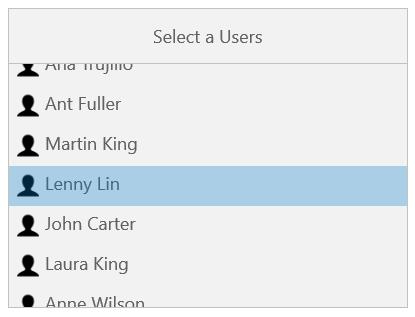 Select a Users
Ana Trujillo
Ant Fuller
Martin King
Lenny Lin
John Carter
Laura King
Anne Wilson